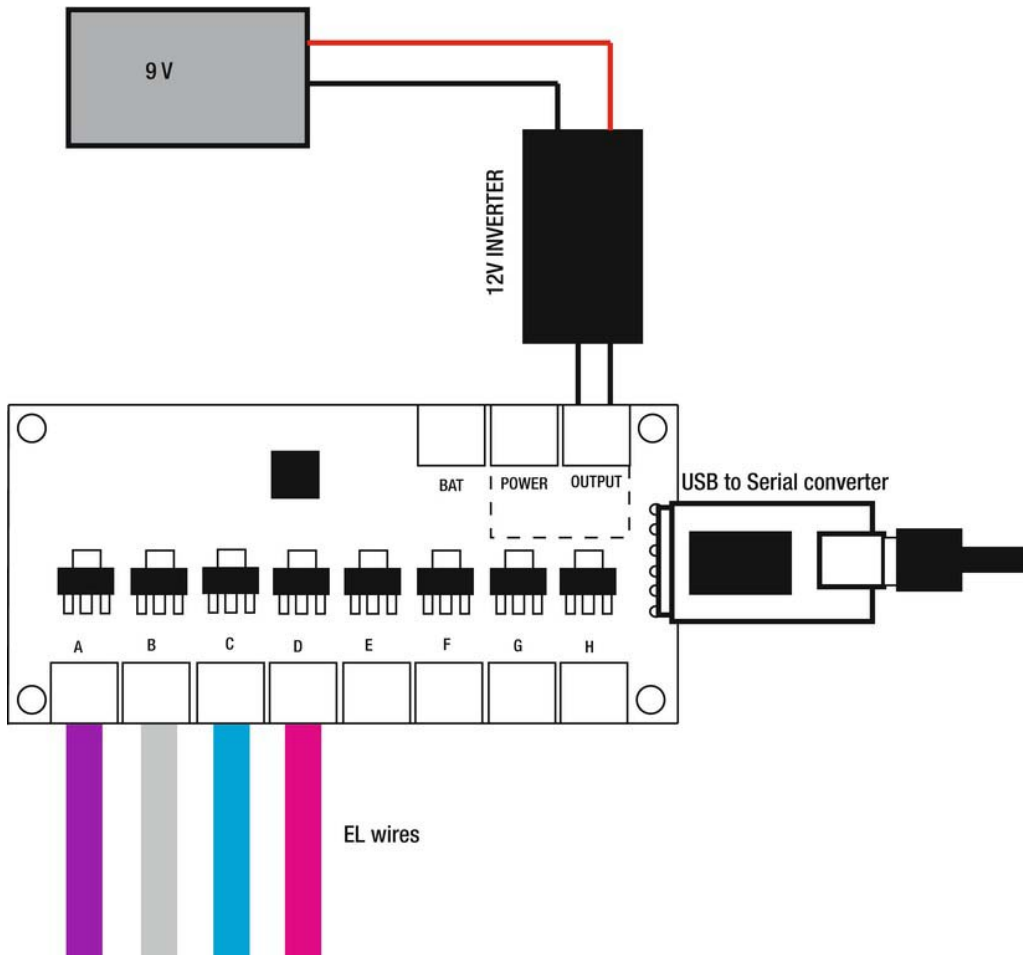 9 V
12V INVERTER
BAT
POWER
OUTPUT
USB to Serial converter
A
B
C
D
E
F
G
H
EL wires